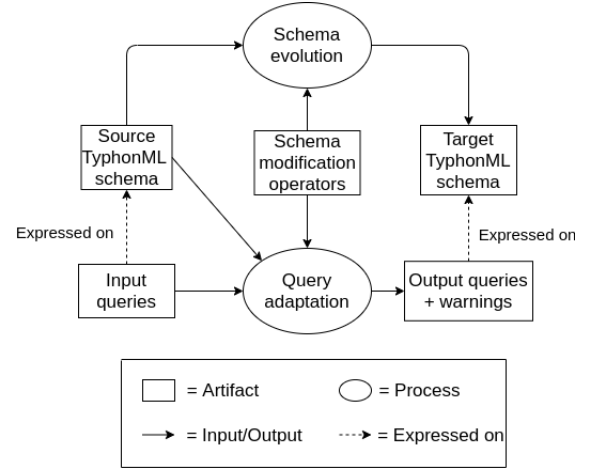 Schema
evolution
Source
TyphonML
schema
Schema
modification
operators
Target
TyphonML
schema
Expressed on
Expressed on
Input
queries
Query
adaptation
Output queries
+ warnings
= Artifact
= Process
= Input/Output
= Expressed on